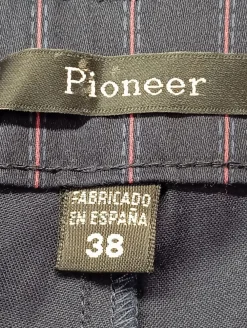 Pioneer
FABRICADO
EN ESPAÑA
38